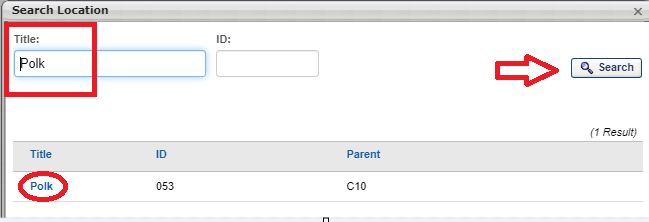 Search Location
Title: ID:
Polk
Search
(1 Result)
Title ID Parent
Polk 053 C10